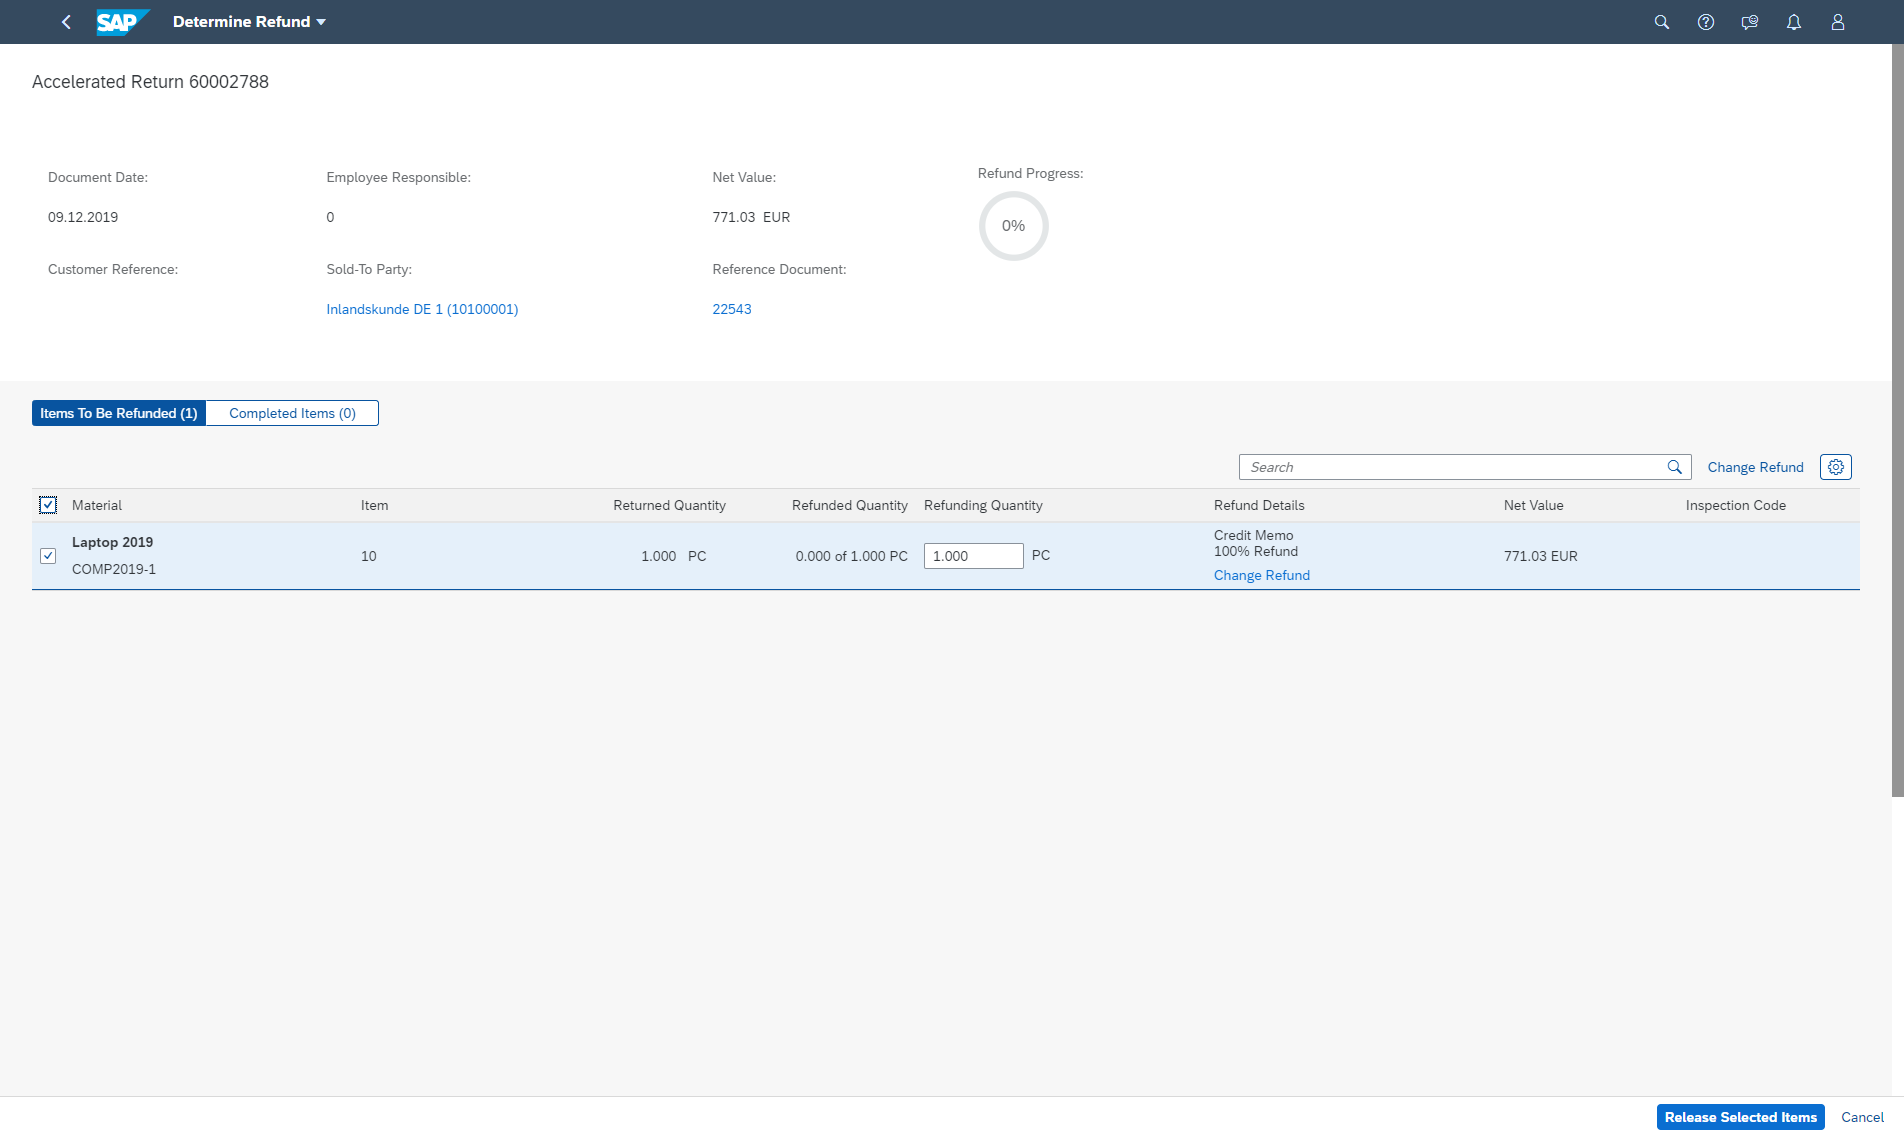 SAP Determine Refund
Accelerated Return 60002788
Document Date: Employee Responsible: Net Value: Refund Progress:
09.12.2019 0 771.03 EUR 0%
Customer Reference: Sold-To Party: Reference Document:
Inlandskunde DE 1 (10100001) 22543
Items To Be Refunded (1) Completed Items (0)
Search Change Refund
Material Item Returned Quantity Refunded Quantity Refunding Quantity Refund Details Net Value Inspection Code
Laptop 2019 10 1.000 PC 0.000 of 1.000 PC 1.000 PC Credit Memo 771.03 EUR
100% Refund
COMP2019-1 Change Refund
Release Selected Items Cancel